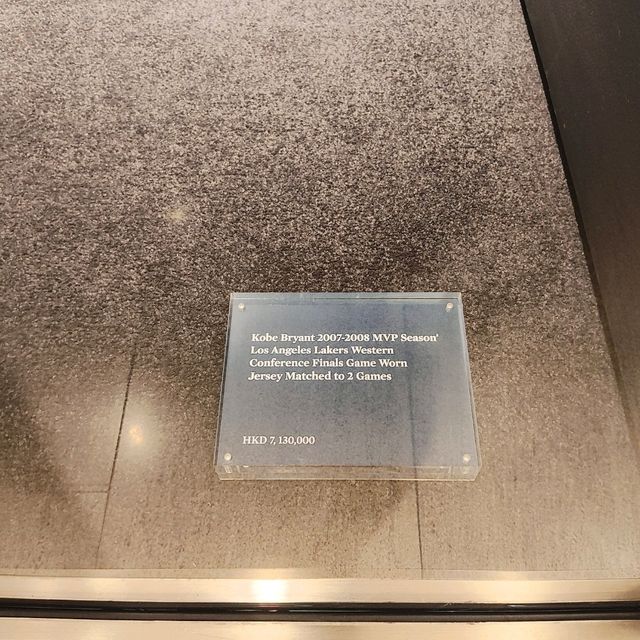 Kobe Bryant 2007-2008 MVP Season'
Los Angeles Lakers Western
Conference Finals Game Worn
Jersey Matched to 2 Games
HKD 7, 130,000